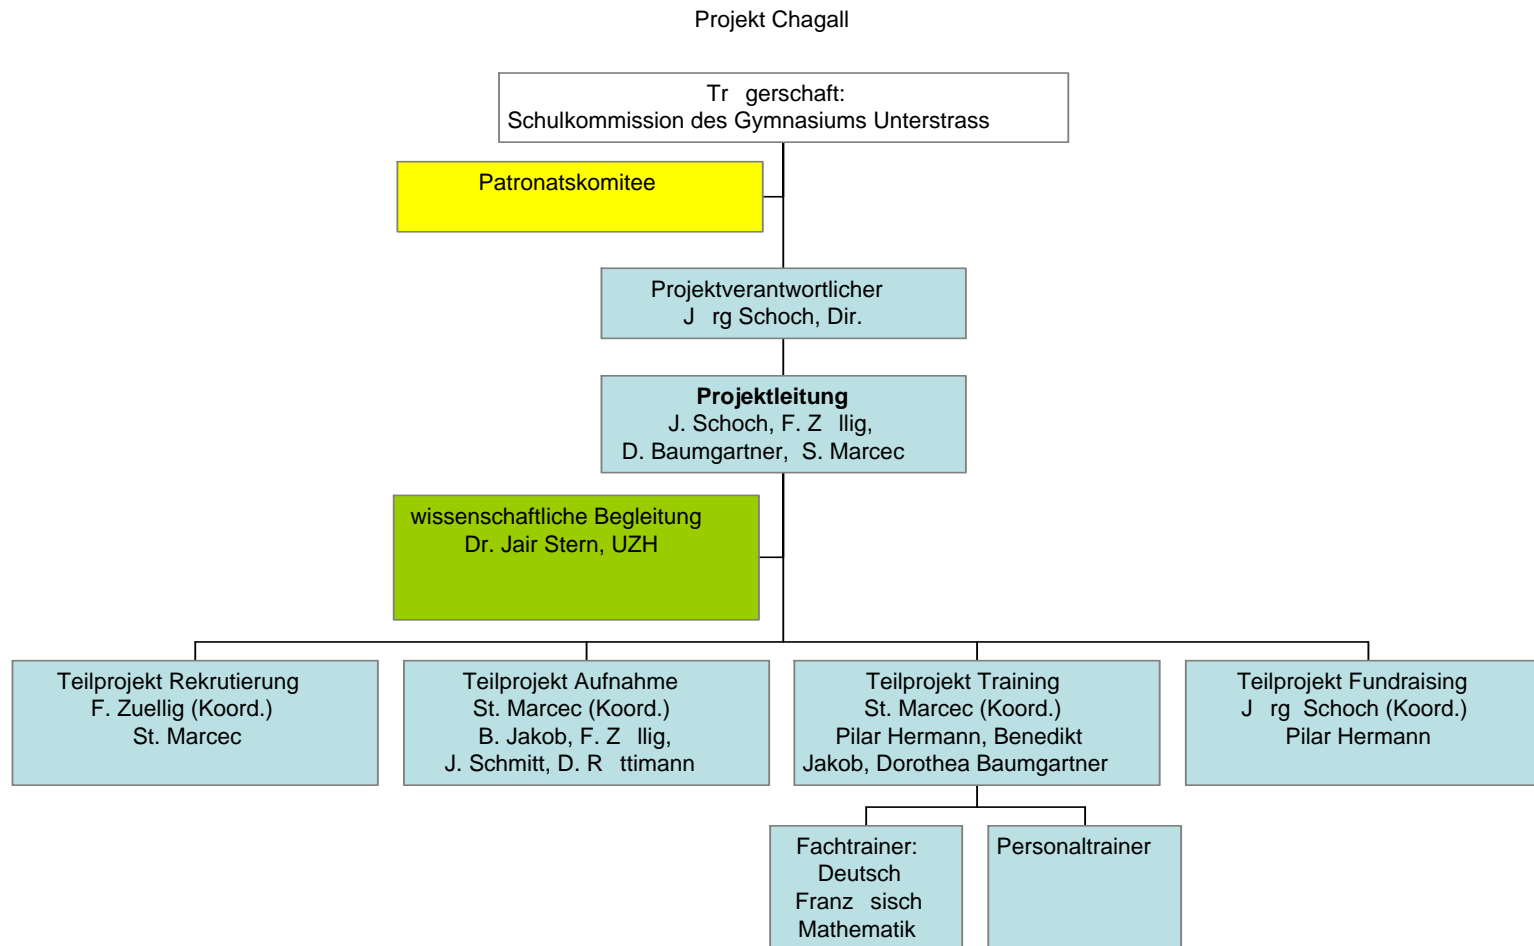 Projekt Chagall
Tr gerschaft:
Schulkommission des Gymnasiums Unterstrass
Patronatskomitee
Projektverantwortlicher
J rg Schoch, Dir.
Projektleitung
J. Schoch, F. Z llig,
D. Baumgartner, S. Marcec
wissenschaftliche Begleitung
Dr. Jair Stern, UZH
Teilprojekt Rekrutierung
F. Zuellig (Koord.)
St. Marcec
Teilprojekt Aufnahme
St. Marcec (Koord.)
B. Jakob, F. Z llig,
J. Schmitt, D. R ttimann
Teilprojekt Training
St. Marcec (Koord.)
Pilar Hermann, Benedikt
Jakob, Dorothea Baumgartner
Teilprojekt Fundraising
J rg Schoch (Koord.)
Pilar Hermann
Fachtrainer:
Deutsch
Franz sisch
Mathematik
Personaltrainer